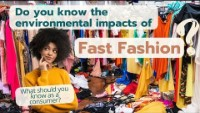 Do you know the
environmental impacts of
Fast Fashion
?
What should you
know as a
consumer?